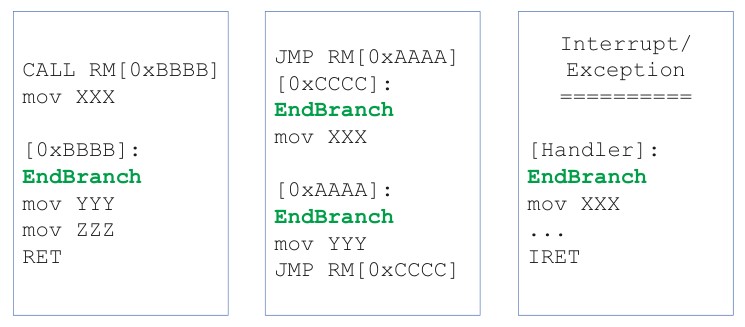 CALL RM[0xBBBB]
mov XXX
[0xBBBB]:
EndBranch
mov YYY
mov ZZZ
RET
JMP RM[0xAAAA]
[0xCCCC]:
EndBranch
mov XXX
[0xAAAA]:
EndBranch
mov YYY
JMP RM[0xCCCC]
Interrupt/
Exception
==========
[Handler]:
EndBranch
mov XXX
...
IRET